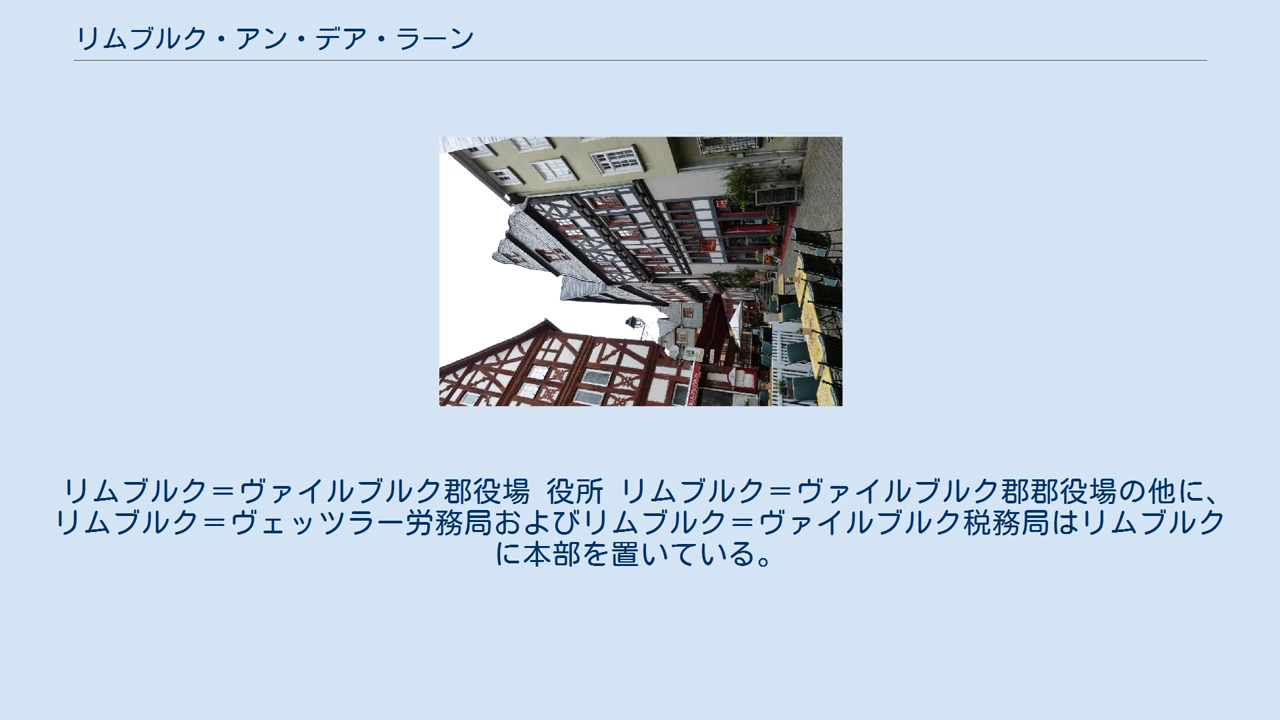 リムブルク・アン・デア・ラーン
リムブルク＝ヴァイルブルク郡役場 役所 リムブルク＝ヴァイルブルク郡郡役場の他に、
リムブルク＝ヴェッツラー労務局およびリムブルク＝ヴァイルブルク税務局はリムブルク
に本部を置いている。